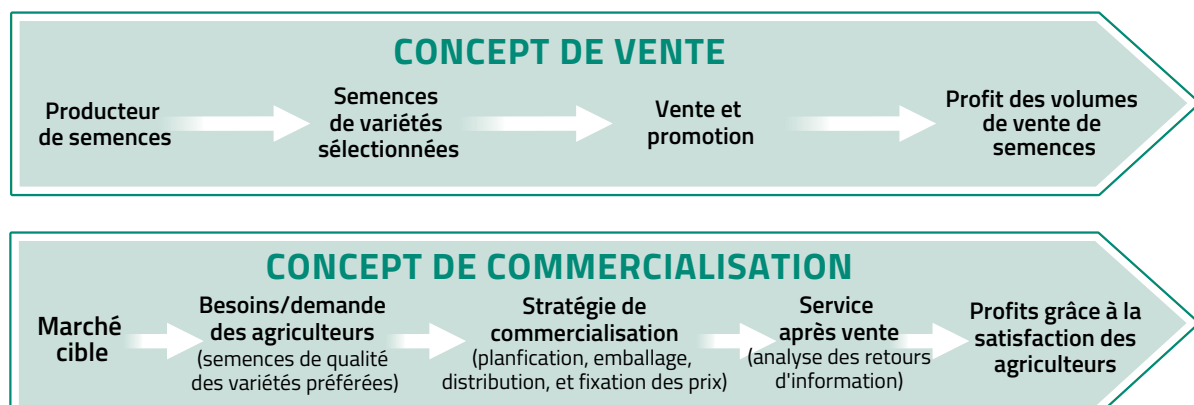 CONCEPT DE VENTE
Producteur
de semences
Semences
de variétés
sélectionnées
Vente et
promotion
Profit des volumes
de vente de
semences
CONCEPT DE COMMERCIALISATION
Marché
cible
Besoins/demande
des agriculteurs
(semences de qualité
des variétés préférées)
Stratégie de
commercialisation
(planfication, emballage,
distribution, et fixation des prix)
Service
après vente
(analyse des retours
d'information)
Profits grâce à la
satisfaction des
agriculteurs